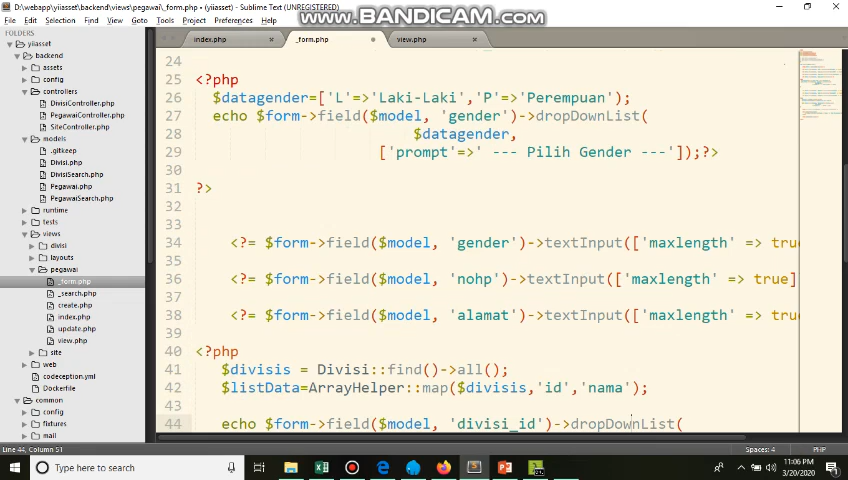 D:\webapp\yiiasset\backend\views\pegawai\_form.php • - Sublime Text (UNREGISTERED)
WWW.BANDICAM.COM
File Edit Selection Find View Goto Tools Project Preferences Help
FOLDERS
yiiasset
backend
assets
config
controllers
DivisiController.php
PegawaiController.php
SiteController.php
models
.gitkeep
Divisi.php
DivisiSearch.php
Pegawai.php
PegawaiSearch.php
runtime
tests
views
divisi
layouts
pegawai
_form.php
_search.php
create.php
index.php
update.php
view.php
site
web
codeception.yml
Dockerfile
common
config
fixtures
mail
index.php _form.php view.php
24
25 <?php
26 $datagender=['L'=>'Laki-Laki','P'=>'Perempuan'];
27 echo $form->field($model, 'gender')->dropDownList(
28 $datagender,
29 ['prompt'=>' --- Pilih Gender ---']);?>
30
31 ?>
32
33
34 <?= $form->field($model, 'gender')->textInput(['maxlength' => true
35
36 <?= $form->field($model, 'nohp')->textInput(['maxlength' => true]
37
38 <?= $form->field($model, 'alamat')->textInput(['maxlength' => true
39
40 <?php
41 $divisis = Divisi::find()->all();
42 $listData=ArrayHelper::map($divisis,'id','nama');
43
44 echo $form->field($model, 'divisi_id')->dropDownList(
Line 44, Column 51 Spaces: 4 PHP
Type here to search
11:06 PM
3/20/2020